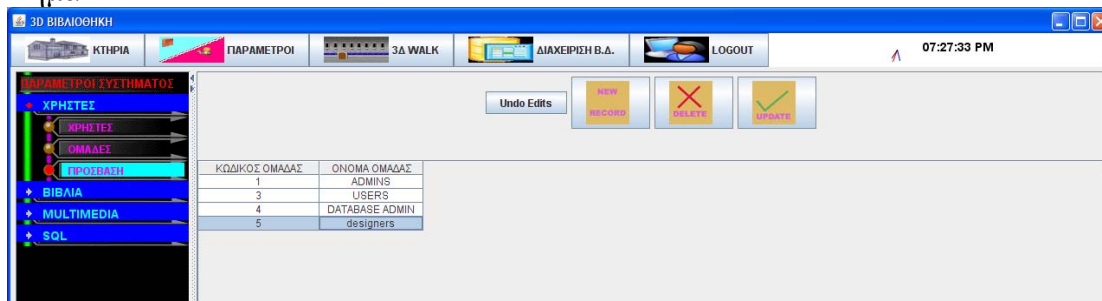 3D ΒΙΒΛΙΟΘΗΚΗ
ΚΤΗΡΙΑ ΠΑΡΑΜΕΤΡΟΙ 3Δ WALK ΔΙΑΧΕΙΡΙΣΗ Β.Δ. LOGOUT 07:27:33 PM
ΠΑΡΑΜΕΤΡΟΙ ΣΥΣΤΗΜΑΤΟΣ
ΧΡΗΣΤΕΣ
ΧΡΗΣΤΕΣ
ΟΜΑΔΕΣ
ΠΡΟΣΒΑΣΗ
ΒΙΒΛΙΑ
MULTIMEDIA
SQL
Undo Edits
NEW
RECORD
DELETE
UPDATE
ΚΩΔΙΚΟΣ ΟΜΑΔΑΣ ΟΝΟΜΑ ΟΜΑΔΑΣ
1 ADMINS
3 USERS
4 DATABASE ADMIN
5 designers